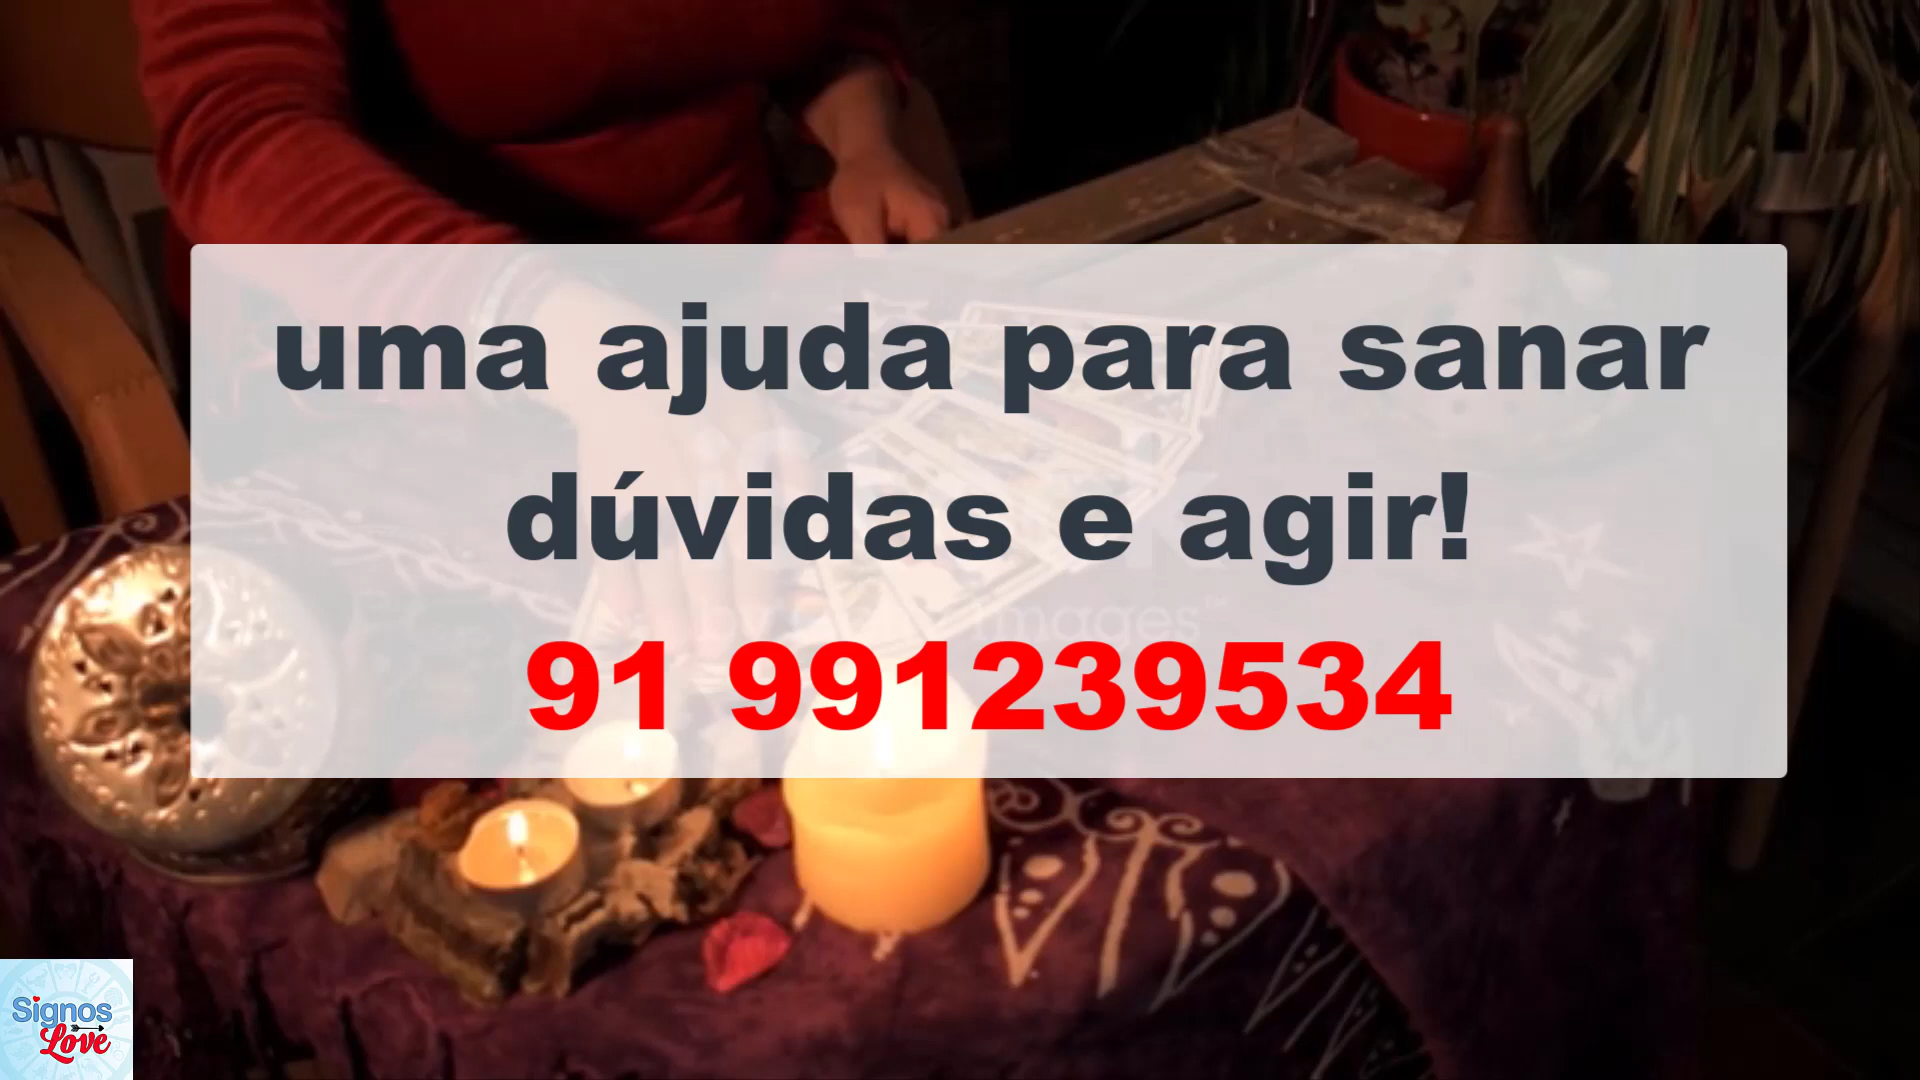 uma ajuda para sanar
dúvidas e agir!
91 991239534
Signos
Love